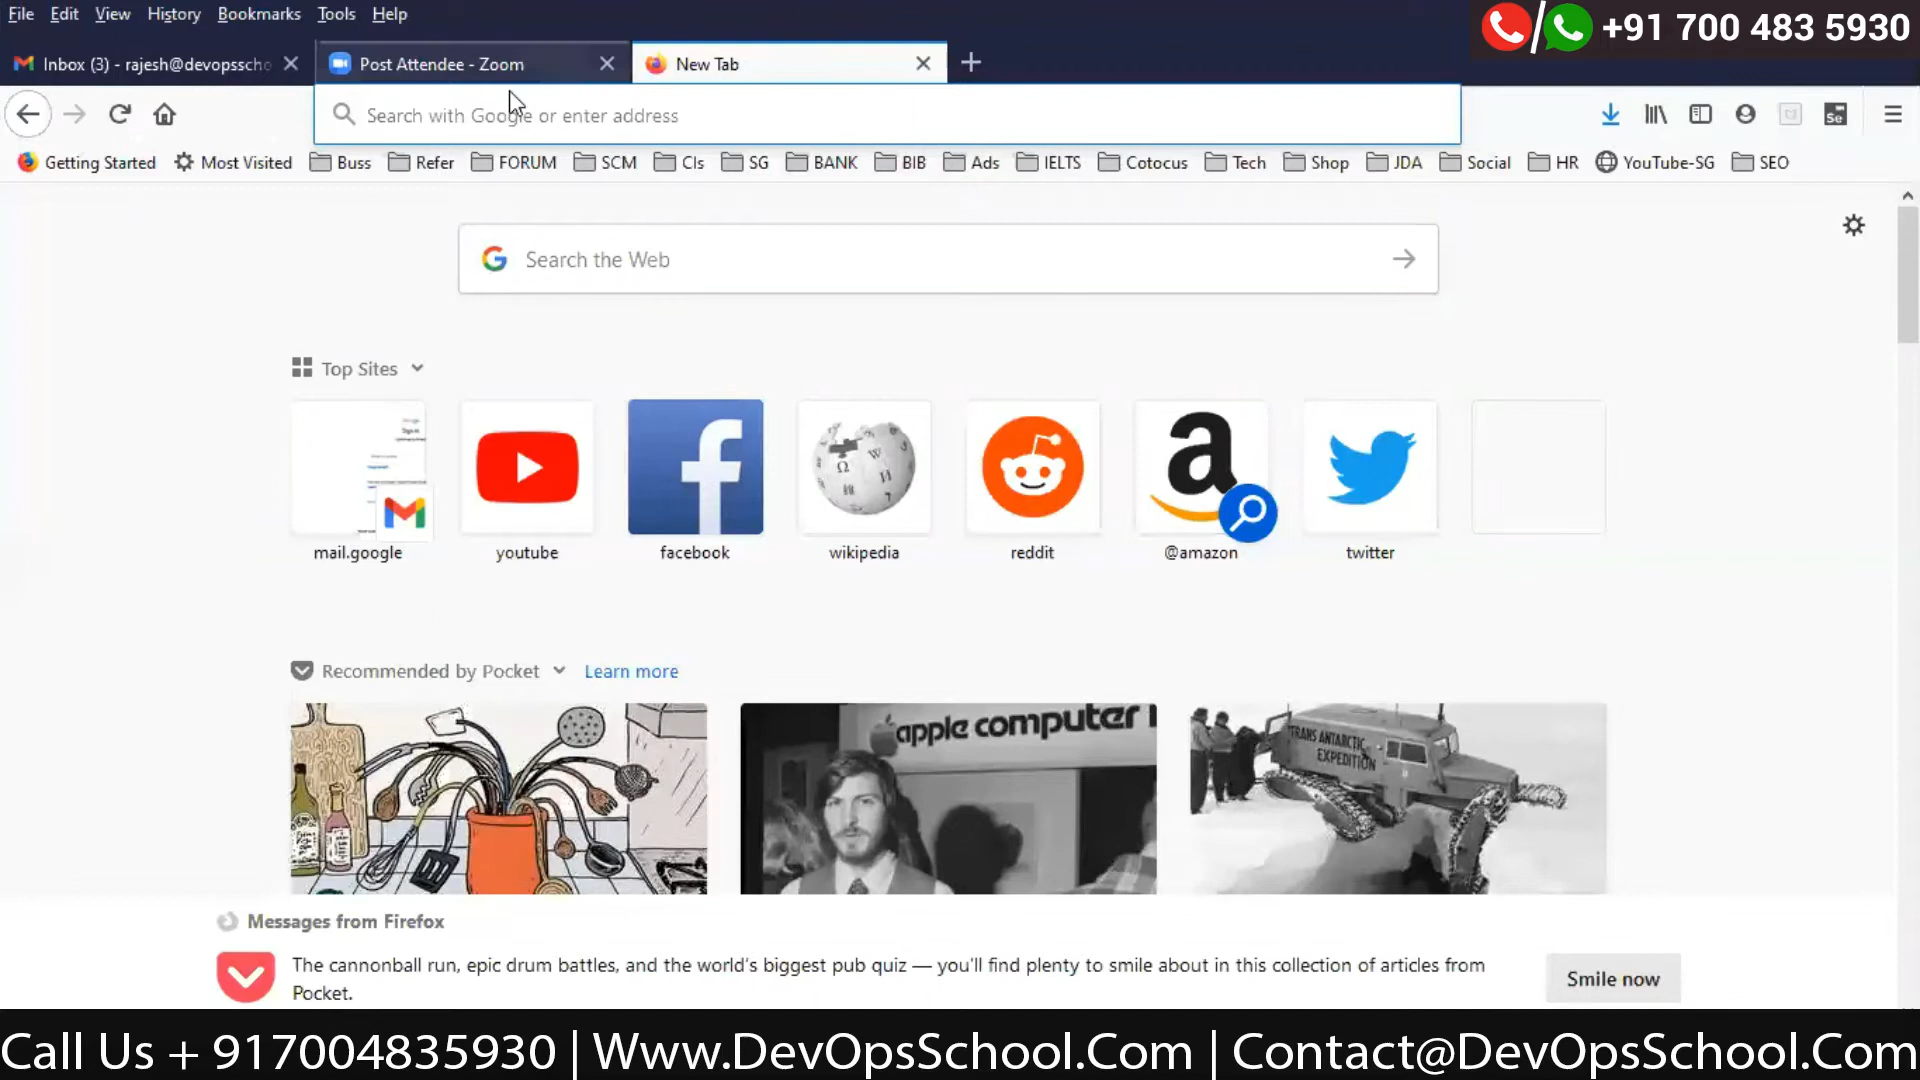 File Edit View History Bookmarks Tools Help
+91 700 483 5930
Inbox (3) - rajesh@devopsscho
Post Attendee - Zoom
New Tab
Search with Google or enter address
Se
Getting Started Most Visited Buss Refer FORUM SCM CIs SG BANK BIB Ads IELTS Cotocus Tech Shop JDA Social HR YouTube-SG SEO
Search the Web
Top Sites
mail.google youtube facebook wikipedia reddit @amazon twitter
Recommended by Pocket Learn more
apple computer
TRANS ANTARCTIC
EXPEDITION
Messages from Firefox
The cannonball run, epic drum battles, and the world's biggest pub quiz — you'll find plenty to smile about in this collection of articles from
Pocket.
Smile now
Call Us + 917004835930 | Www.DevOpsSchool.Com | Contact@DevOpsSchool.Com